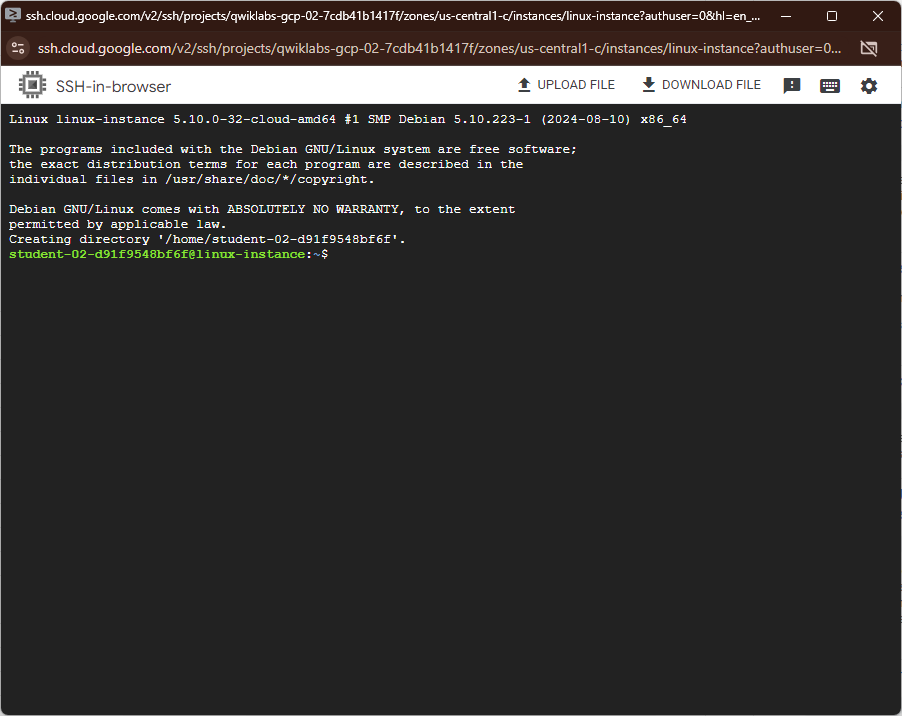 ssh.cloud.google.com/v2/ssh/projects/qwiklabs-gcp-02-7cdb41b1417f/zones/us-central1-c/instances/linux-instance?authuser=0&hl=en_...
ssh.cloud.google.com/v2/ssh/projects/qwiklabs-gcp-02-7cdb41b1417f/zones/us-central1-c/instances/linux-instance?authuser=0...
SSH-in-browser
UPLOAD FILE
DOWNLOAD FILE
Linux linux-instance 5.10.0-32-cloud-amd64 #1 SMP Debian 5.10.223-1 (2024-08-10) x86_64
The programs included with the Debian GNU/Linux system are free software;
the exact distribution terms for each program are described in the
individual files in /usr/share/doc/*/copyright.
Debian GNU/Linux comes with ABSOLUTELY NO WARRANTY, to the extent
permitted by applicable law.
Creating directory '/home/student-02-d91f9548bf6f'.
student-02-d91f9548bf6f@linux-instance:~$